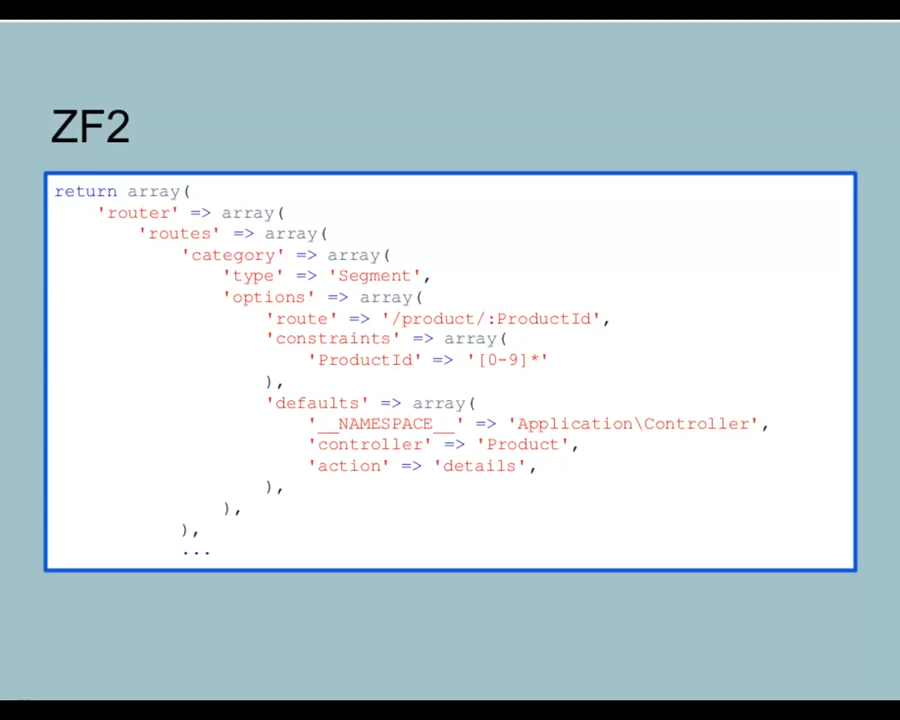 ZF2
return array(
    'router' => array(
        'routes' => array(
            'category' => array(
                'type' => 'Segment',
                'options' => array(
                    'route' => '/product/:ProductId',
                    'constraints' => array(
                        'ProductId' => '[0-9]*'
                    ),
                    'defaults' => array(
                        '__NAMESPACE__' => 'Application\Controller',
                        'controller' => 'Product',
                        'action' => 'details',
                    ),
                ),
            ),
            ...